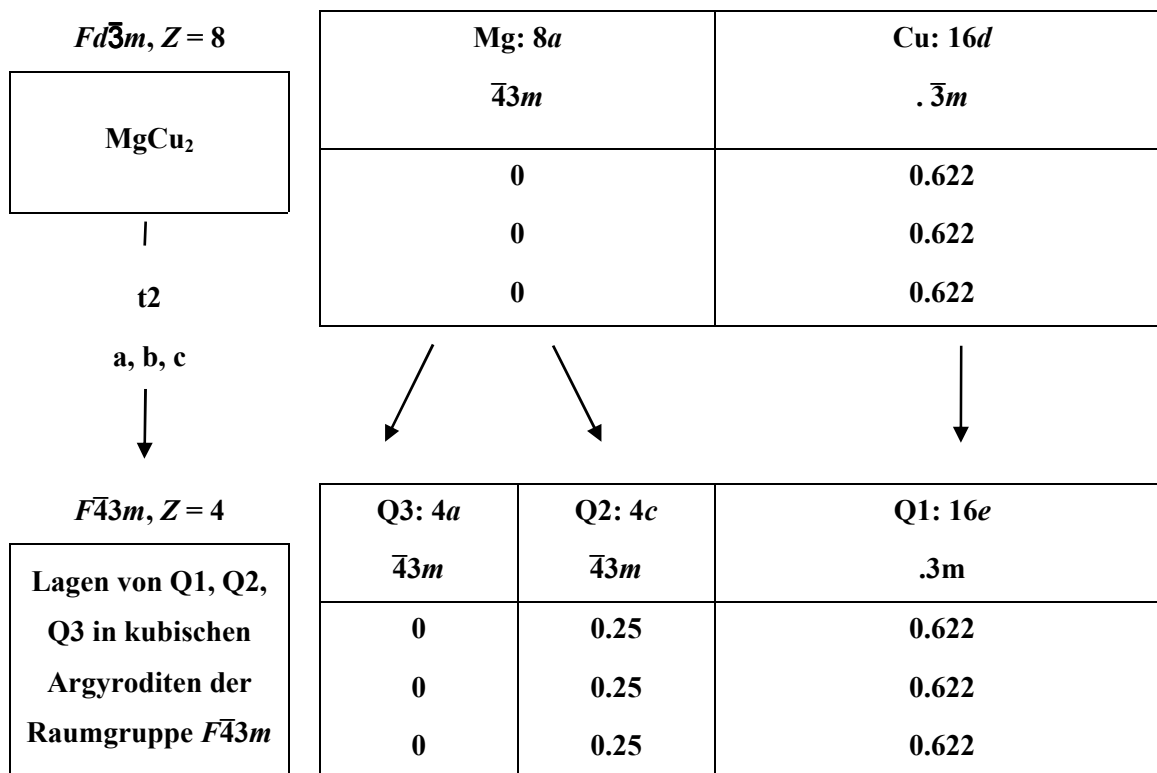 Fd3̅m, Z = 8
MgCu₂
t2
a, b, c
Mg: 8a
4̅3m
Cu: 16d
. 3̅m
0
0
0
0.622
0.622
0.622
F4̅3m, Z = 4
Lagen von Q1, Q2,
Q3 in kubischen
Argyroditen der
Raumgruppe F4̅3m
Q3: 4a
4̅3m
Q2: 4c
4̅3m
Q1: 16e
.3m
0
0
0
0.25
0.25
0.25
0.622
0.622
0.622